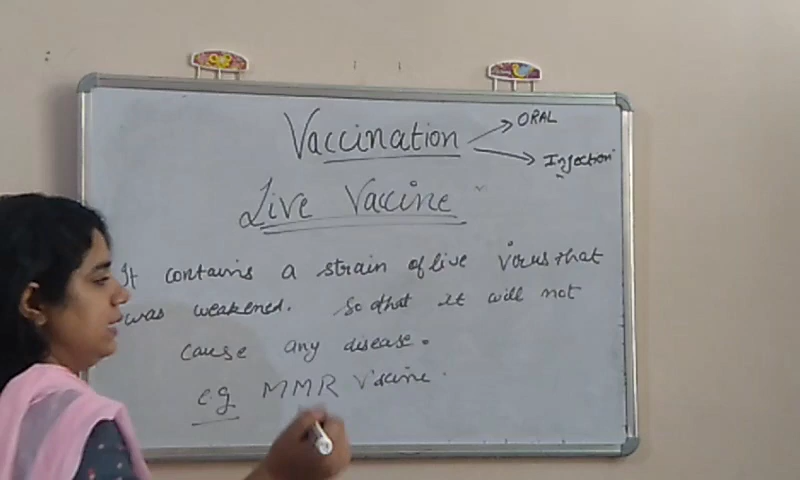 Vaccination
ORAL
Injection
Live Vaccine
It contains a strain of live virus that
was weakened. So that it will not
cause any disease.
e.g MMR Vaccine.